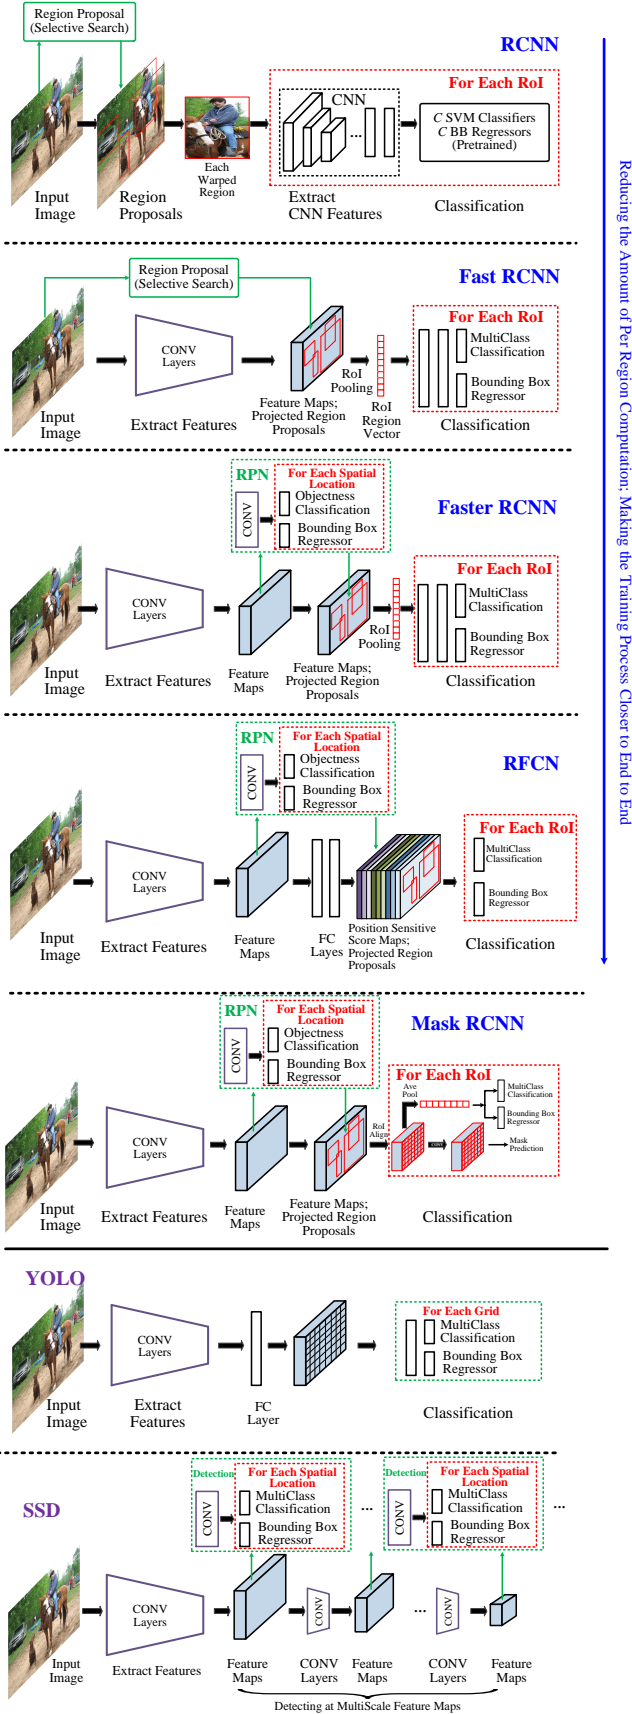 Region Proposal
(Selective Search)
RCNN
For Each RoI
CNN
C SVM Classifiers
C BB Regressors
(Pretrained)
Each
Warped
Region
Input
Image
Region
Proposals
Extract
CNN Features
Classification
Reducing the Amount of Per Region Computation; Making the Training Process Closer to End to End
Region Proposal
(Selective Search)
Fast RCNN
For Each RoI
MultiClass
Classification
CONV
Layers
Bounding Box
Regressor
RoI
Pooling
Input
Image
Extract Features
Feature Maps;
Projected Region
Proposals
RoI
Region
Vector
Classification
RPN
For Each Spatial
Location
Objectness
Classification
CONV
Bounding Box
Regressor
Faster RCNN
For Each RoI
MultiClass
Classification
CONV
Layers
RoI
Pooling
Bounding Box
Regressor
Input
Image
Extract Features
Feature
Maps
Feature Maps;
Projected Region
Proposals
Classification
RPN
For Each Spatial
Location
Objectness
Classification
CONV
Bounding Box
Regressor
RFCN
For Each RoI
MultiClass
Classification
CONV
Layers
Bounding Box
Regressor
Input
Image
Extract Features
Feature
Maps
FC
Layes
Position Sensitive
Score Maps;
Projected Region
Proposals
Classification
RPN
For Each Spatial
Location
Objectness
Classification
CONV
Bounding Box
Regressor
Mask RCNN
For Each RoI
Ave
Pool
MultiClass
Classification
Bounding Box
Regressor
RoI
Align
CONV
Mask
Prediction
CONV
Layers
Input
Image
Extract Features
Feature
Maps
Feature Maps;
Projected Region
Proposals
Classification
YOLO
For Each Grid
MultiClass
Classification
Bounding Box
Regressor
CONV
Layers
Input
Image
Extract
Features
FC
Layer
Classification
SSD
Detection
For Each Spatial
Location
MultiClass
Classification
CONV
Bounding Box
Regressor
...
Detection
For Each Spatial
Location
MultiClass
Classification
CONV
Bounding Box
Regressor
...
CONV
Layers
CONV
...
CONV
Input
Image
Extract Features
Feature
Maps
CONV
Layers
Feature
Maps
CONV
Layers
Feature
Maps
Detecting at MultiScale Feature Maps